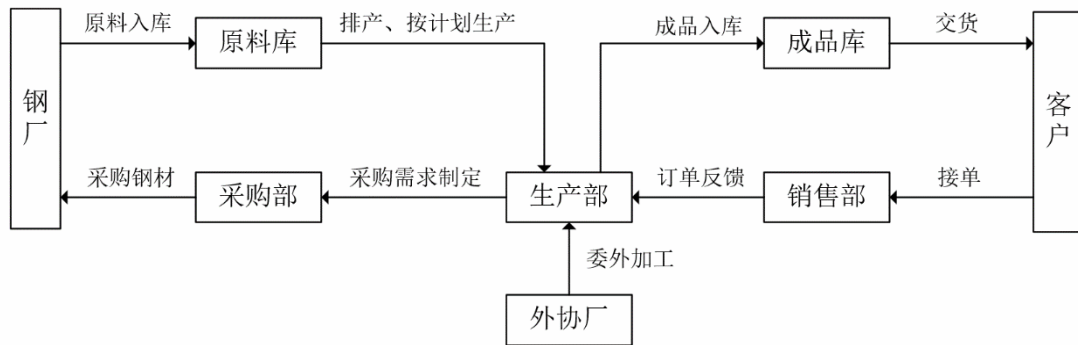 原料入库
原料库
排产、按计划生产
成品入库
成品库
交货
钢厂
客户
采购钢材
采购部
采购需求制定
生产部
订单反馈
销售部
接单
委外加工
外协厂